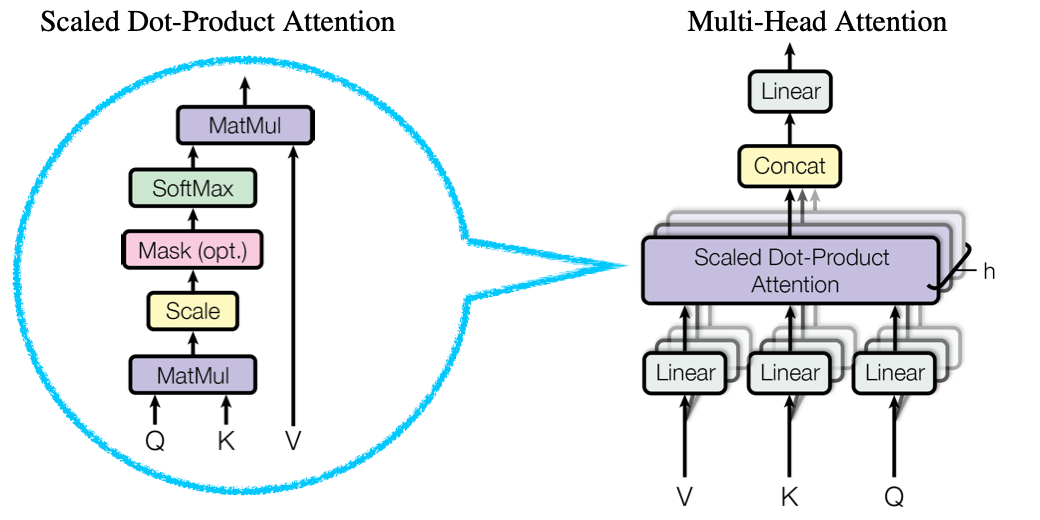 Scaled Dot-Product Attention
MatMul
SoftMax
Mask (opt.)
Scale
MatMul
Q K V
Multi-Head Attention
Linear
Concat
Scaled Dot-Product
Attention
h
Linear Linear Linear
V K Q